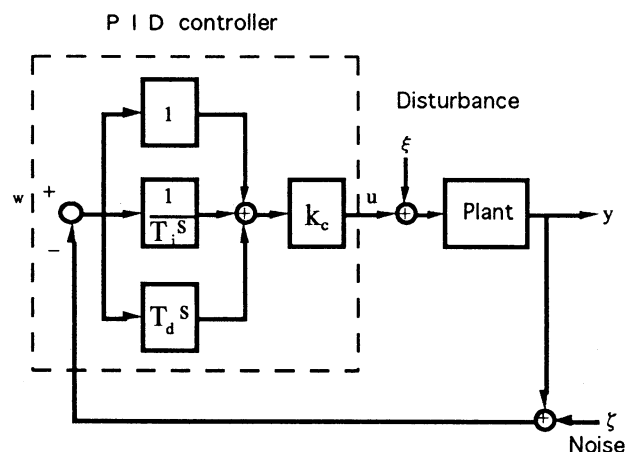 P I D controller
Disturbance
ξ
1
w
+
1
T_i s
+
k_c
u
+
Plant
y
−
T_d s
+
ζ
Noise